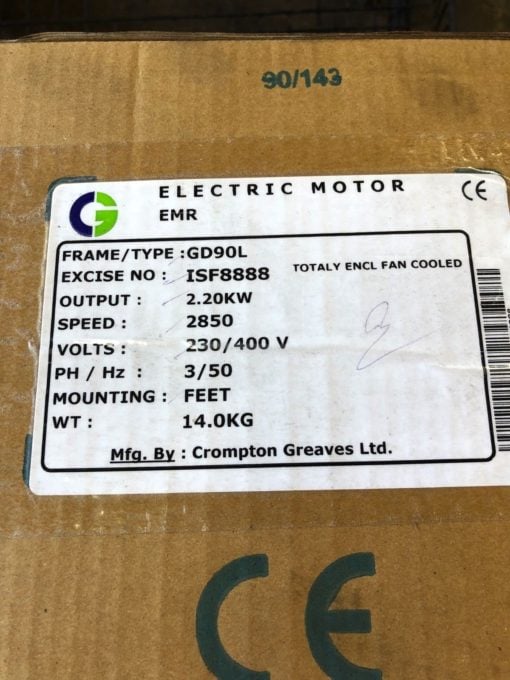 90/143
ELECTRIC MOTOR
CE
EMR
FRAME/TYPE : GD90L
EXCISE NO : ISF8888
TOTALY ENCL FAN COOLED
OUTPUT : 2.20KW
SPEED : 2850
VOLTS : 230/400 V
PH / Hz : 3/50
MOUNTING : FEET
WT : 14.0KG
Mfg. By : Crompton Greaves Ltd.
CE